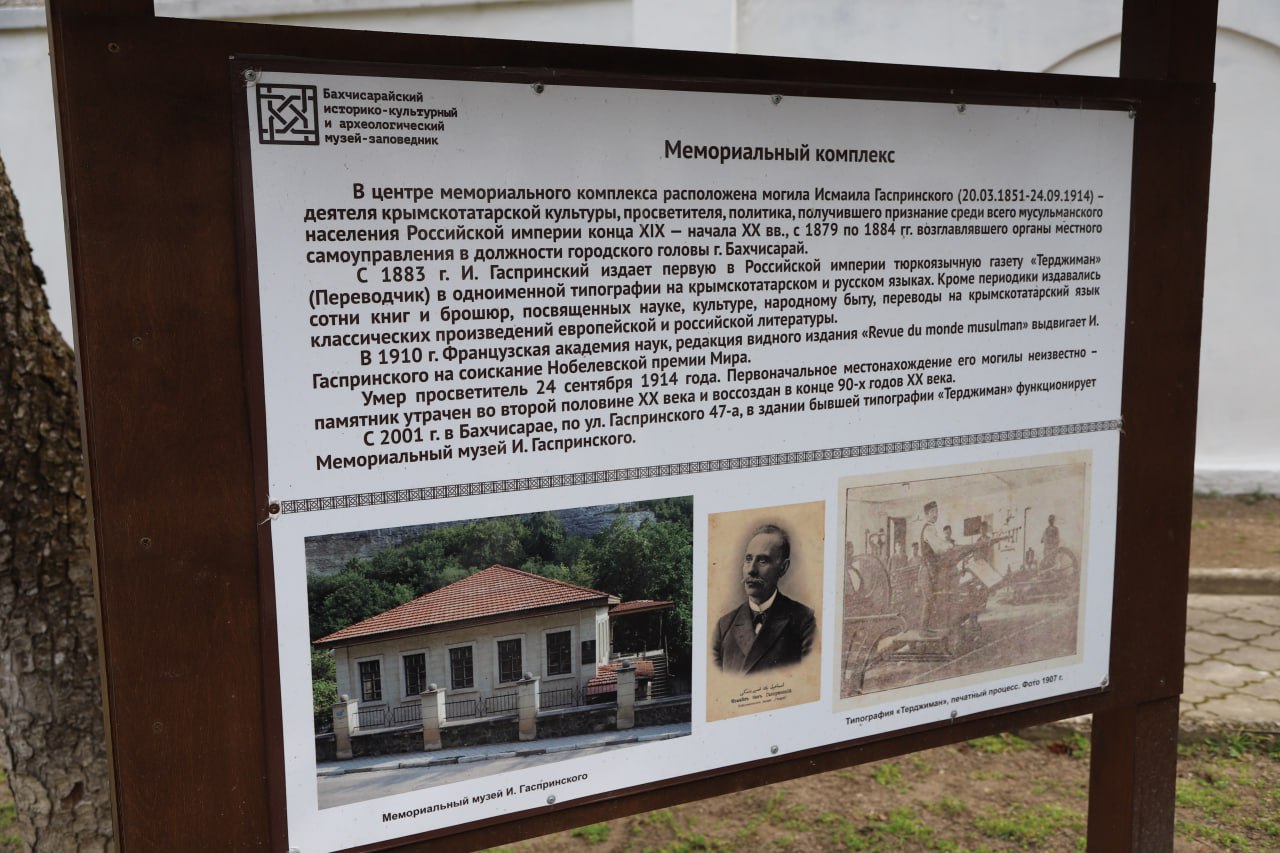 Бахчисарайский
историко-культурный
и археологический
музей-заповедник
Мемориальный комплекс
В центре мемориального комплекса расположена могила Исмаила Гаспринского (20.03.1851-24.09.1914) –
деятеля крымскотатарской культуры, просветителя, политика, получившего признание среди всего мусульманского
населения Российской империи конца XIX — начала XX вв., с 1879 по 1884 гг. возглавлявшего органы местного
самоуправления в должности городского головы г. Бахчисарай.
С 1883 г. И. Гаспринский издает первую в Российской империи тюркоязычную газету «Терджиман»
(Переводчик) в одноименной типографии на крымскотатарском и русском языках. Кроме периодики издавались
сотни книг и брошюр, посвященных науке, культуре, народному быту, переводы на крымскотатарский язык
классических произведений европейской и российской литературы.
В 1910 г. Французская академия наук, редакция видного издания «Revue du monde musulman» выдвигает И.
Гаспринского на соискание Нобелевской премии Мира.
Умер просветитель 24 сентября 1914 года. Первоначальное местонахождение его могилы неизвестно –
памятник утрачен во второй половине XX века и воссоздан в конце 90-х годов XX века.
С 2001 г. в Бахчисарае, по ул. Гаспринского 47-а, в здании бывшей типографии «Терджиман» функционирует
Мемориальный музей И. Гаспринского.
Мемориальный музей И. Гаспринского
Типография «Терджиман», печатный процесс. Фото 1907 г.